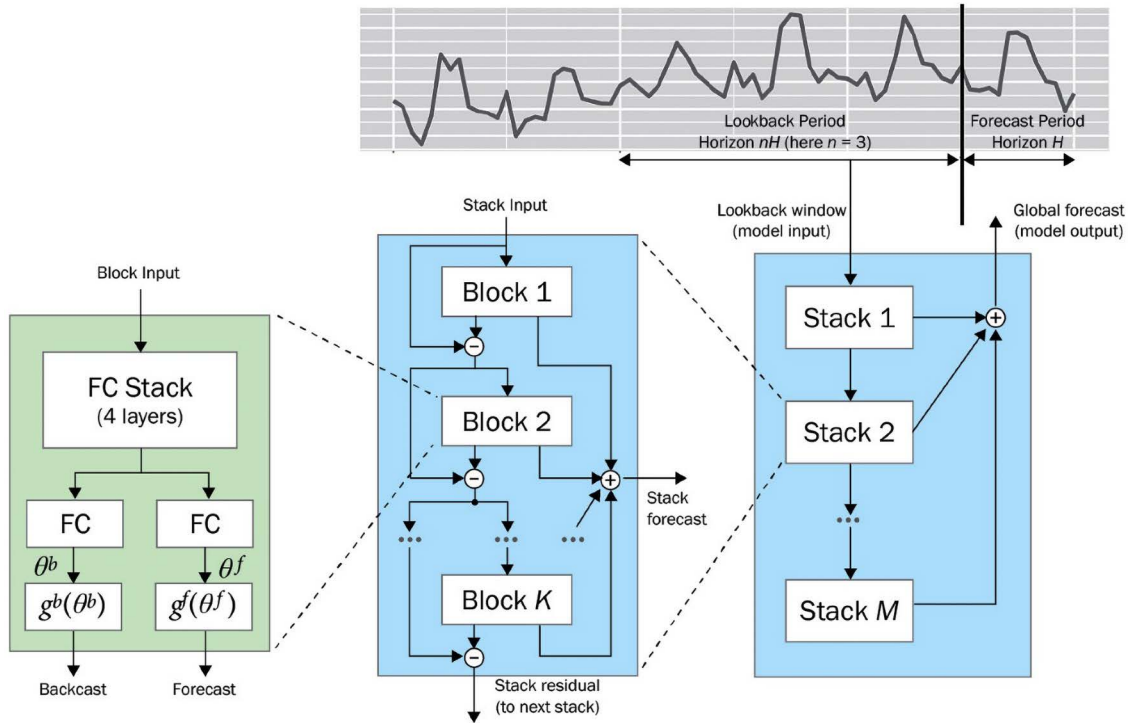 Lookback Period
Horizon nH (here n = 3)
Forecast Period
Horizon H
Block Input
FC Stack
(4 layers)
FC
FC
θᵇ
θᶠ
gᵇ(θᵇ)
gᶠ(θᶠ)
Backcast
Forecast
Stack Input
Block 1
−
Block 2
−
+
Stack
forecast
•••
•••
•••
Block K
−
Stack residual
(to next stack)
Lookback window
(model input)
Global forecast
(model output)
Stack 1
+
Stack 2
•••
Stack M